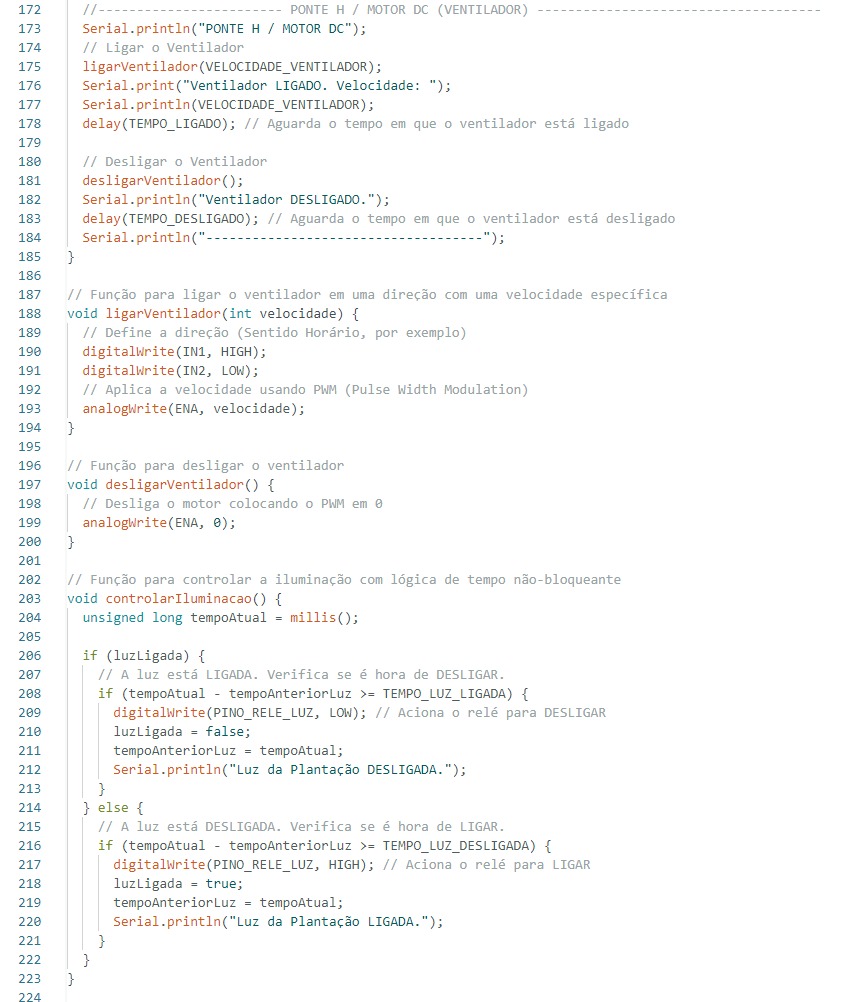 172 //------------------------ PONTE H / MOTOR DC (VENTILADOR) -------------------------------------
173 Serial.println("PONTE H / MOTOR DC");
174 // Ligar o Ventilador
175 ligarVentilador(VELOCIDADE_VENTILADOR);
176 Serial.print("Ventilador LIGADO. Velocidade: ");
177 Serial.println(VELOCIDADE_VENTILADOR);
178 delay(TEMPO_LIGADO); // Aguarda o tempo em que o ventilador está ligado
179
180 // Desligar o Ventilador
181 desligarVentilador();
182 Serial.println("Ventilador DESLIGADO.");
183 delay(TEMPO_DESLIGADO); // Aguarda o tempo em que o ventilador está desligado
184 Serial.println("------------------------------------");
185 }
186
187 // Função para ligar o ventilador em uma direção com uma velocidade específica
188 void ligarVentilador(int velocidade) {
189 // Define a direção (Sentido Horário, por exemplo)
190 digitalWrite(IN1, HIGH);
191 digitalWrite(IN2, LOW);
192 // Aplica a velocidade usando PWM (Pulse Width Modulation)
193 analogWrite(ENA, velocidade);
194 }
195
196 // Função para desligar o ventilador
197 void desligarVentilador() {
198 // Desliga o motor colocando o PWM em 0
199 analogWrite(ENA, 0);
200 }
201
202 // Função para controlar a iluminação com lógica de tempo não-bloqueante
203 void controlarIluminacao() {
204 unsigned long tempoAtual = millis();
205
206 if (luzLigada) {
207 // A luz está LIGADA. Verifica se é hora de DESLIGAR.
208 if (tempoAtual - tempoAnteriorLuz >= TEMPO_LUZ_LIGADA) {
209 digitalWrite(PINO_RELE_LUZ, LOW); // Aciona o relé para DESLIGAR
210 luzLigada = false;
211 tempoAnteriorLuz = tempoAtual;
212 Serial.println("Luz da Plantação DESLIGADA.");
213 }
214 } else {
215 // A luz está DESLIGADA. Verifica se é hora de LIGAR.
216 if (tempoAtual - tempoAnteriorLuz >= TEMPO_LUZ_DESLIGADA) {
217 digitalWrite(PINO_RELE_LUZ, HIGH); // Aciona o relé para LIGAR
218 luzLigada = true;
219 tempoAnteriorLuz = tempoAtual;
220 Serial.println("Luz da Plantação LIGADA.");
221 }
222 }
223 }
224